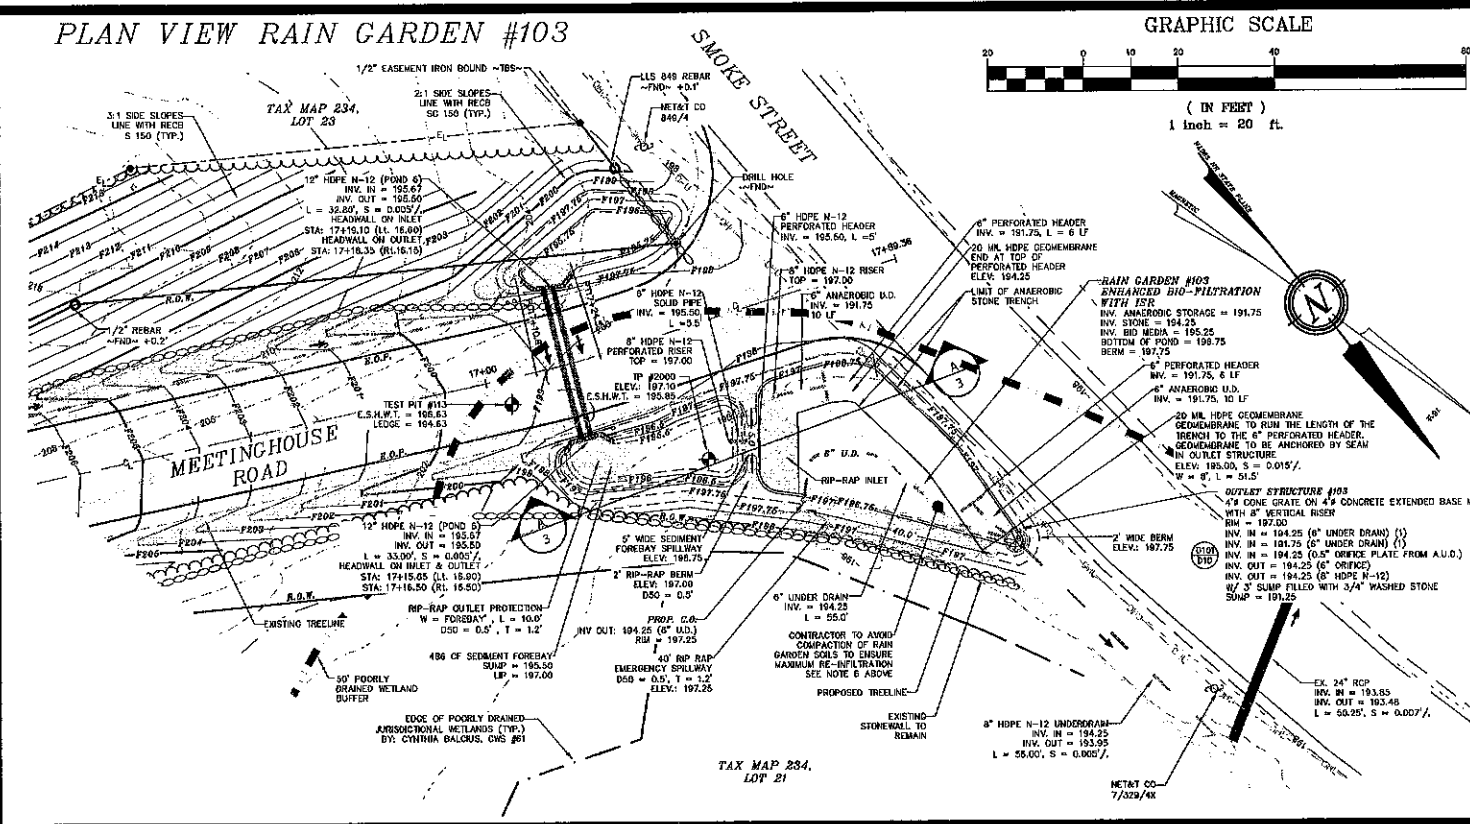 PLAN VIEW RAIN GARDEN #103
GRAPHIC SCALE
20 0 10 20 40 80
( IN FEET )
1 inch = 20 ft.
SMOKE STREET
1/2" EASEMENT IRON BOUND ~TBS~
LLS 849 REBAR
~FND~ +0.1'
NET&T CO
849/4
TAX MAP 234,
LOT 23
2:1 SIDE SLOPES
LINE WITH RECB
SC 150 (TYP.)
3:1 SIDE SLOPES
LINE WITH RECB
S 150 (TYP.)
DRILL HOLE
~FND~
12" HDPE N-12 (POND 6)
INV. IN = 195.67
INV. OUT = 195.50
L = 32.80', S = 0.005'/,
HEADWALL ON INLET
STA: 17+19.10 (Lt. 16.60)
HEADWALL ON OUTLET
STA: 17+16.35 (Rt.16.16)
6" HDPE N-12
PERFORATED HEADER
INV. = 195.50, L =5'
8" HDPE N-12 RISER
TOP = 197.00
6" ANAEROBIC U.D.
INV. = 191.75
10 LF
17+69.36
6" PERFORATED HEADER
INV. = 191.75, L = 6 LF
20 MIL HDPE GEOMEMBRANE
END AT TOP OF
PERFORATED HEADER
ELEV: 194.25
LIMIT OF ANAEROBIC
STONE TRENCH
RAIN GARDEN #103
ENHANCED BIO-FILTRATION
WITH ISR
INV. ANAEROBIC STORAGE = 191.75
INV. STONE = 194.25
INV. BIO MEDIA = 195.25
BOTTOM OF POND = 196.75
BERM = 197.75
1/2" REBAR
~FND~ +0.2'
R.O.W.
E.O.P.
17+00
8" HDPE N-12
SOLID PIPE
INV. = 195.50
L =5.5'
8" HDPE N-12
PERFORATED RISER
TOP = 197.00
TP #2000
ELEV.: 197.10
E.S.H.W.T. = 195.85
TEST PIT #113
E.S.H.W.T. = 196.63
LEDGE = 194.63
MEETINGHOUSE
ROAD
E.O.P.
A
3
6" PERFORATED HEADER
INV. = 191.75, 6 LF
6" ANAEROBIC U.D.
INV. = 191.75, 10 LF
20 MIL HDPE GEOMEMBRANE
GEOMEMBRANE TO RUN THE LENGTH OF THE
TRENCH TO THE 6" PERFORATED HEADER.
GEOMEMBRANE TO BE ANCHORED BY SEAM
IN OUTLET STRUCTURE
ELEV: 195.00, S = 0.015'/,
W = 8', L = 51.5'
6" U.D.
RIP-RAP INLET
OUTLET STRUCTURE #103
4'ø CONE GRATE ON 4'ø CONCRETE EXTENDED BASE
WITH 8" VERTICAL RISER
RIM = 197.00
INV. IN = 194.25 (6" UNDER DRAIN) (1)
INV. IN = 191.75 (6" UNDER DRAIN) (1)
INV. IN = 194.25 (0.5" ORIFICE PLATE FROM A.U.D.)
INV. OUT = 194.25 (6" ORIFICE)
INV. OUT = 194.25 (8" HDPE N-12)
W/ 3' SUMP FILLED WITH 3/4" WASHED STONE
SUMP = 191.25
2' WIDE BERM
ELEV: 197.75
A
3
R.O.W.
12" HDPE N-12 (POND 6)
INV. IN = 195.67
INV. OUT = 195.50
L = 33.00', S = 0.005'/,
HEADWALL ON INLET & OUTLET
STA: 17+15.65 (Lt. 16.90)
STA: 17+16.50 (Rt. 16.50)
5' WIDE SEDIMENT
FOREBAY SPILLWAY
ELEV: 196.75
2' RIP-RAP BERM
ELEV: 197.00
D50 = 0.5'
R.O.W.
EXISTING TREELINE
RIP-RAP OUTLET PROTECTION
W = FOREBAY', L = 10.0'
D50 = 0.5', T = 1.2'
PROP. C.O.
INV OUT: 194.25 (6" U.D.)
RIM = 197.25
6" UNDER DRAIN
INV. = 194.25
L = 55.0'
486 CF SEDIMENT FOREBAY
SUMP = 195.50
LIP = 197.00
40' RIP RAP
EMERGENCY SPILLWAY
D50 = 0.5', T = 1.2'
ELEV.: 197.25
CONTRACTOR TO AVOID
COMPACTION OF RAIN
GARDEN SOILS TO ENSURE
MAXIMUM RE-INFILTRATION
SEE NOTE 6 ABOVE
PROPOSED TREELINE
50' POORLY
DRAINED WETLAND
BUFFER
EXISTING
STONEWALL TO
REMAIN
EDGE OF POORLY DRAINED
JURISDICTIONAL WETLANDS (TYP.)
BY: CYNTHIA BALCIUS, CWS #61
8" HDPE N-12 UNDERDRAIN
INV. IN = 194.25
INV. OUT = 193.95
L = 56.00', S = 0.005'/,
EX. 24" RCP
INV. IN = 193.85
INV. OUT = 193.48
L = 50.25', S = 0.007'/,
TAX MAP 234,
LOT 21
NET&T CO
7/329/4X
N